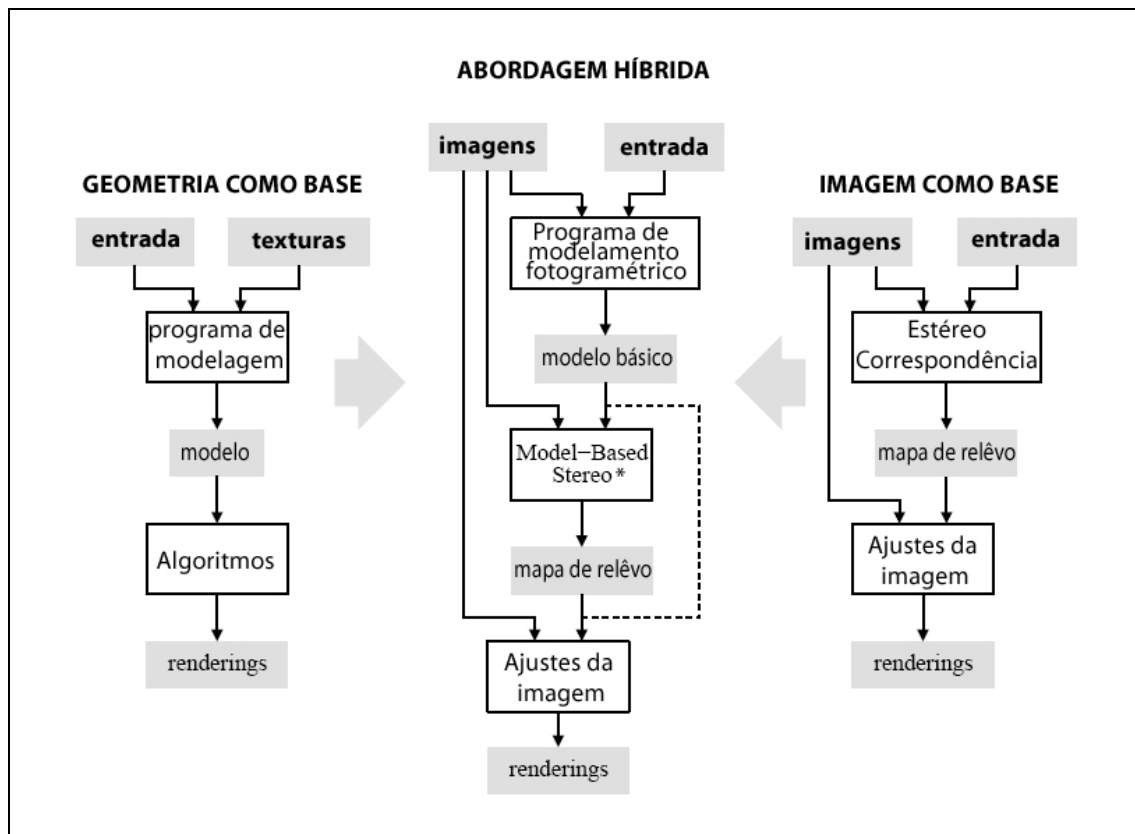 ABORDAGEM HÍBRIDA
imagens
entrada
Programa de
modelamento
fotogramétrico
modelo básico
Model-Based
Stereo*
mapa de relêvo
Ajustes da
imagem
renderings
GEOMETRIA COMO BASE
entrada
texturas
programa de
modelagem
modelo
Algoritmos
renderings
IMAGEM COMO BASE
imagens
entrada
Estéreo
Correspondência
mapa de relêvo
Ajustes da
imagem
renderings